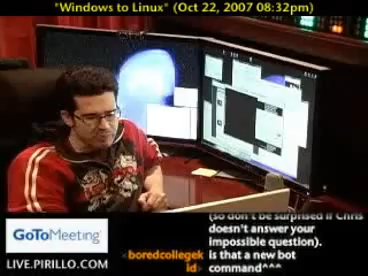 *Windows to Linux* (Oct 22, 2007 08:32pm)
GoToMeeting
LIVE.PIRILLO.COM
(so don't be surprised if Chris
doesn't answer your
impossible question).
<boredcollegek
id> Is that a new bot
command^^^